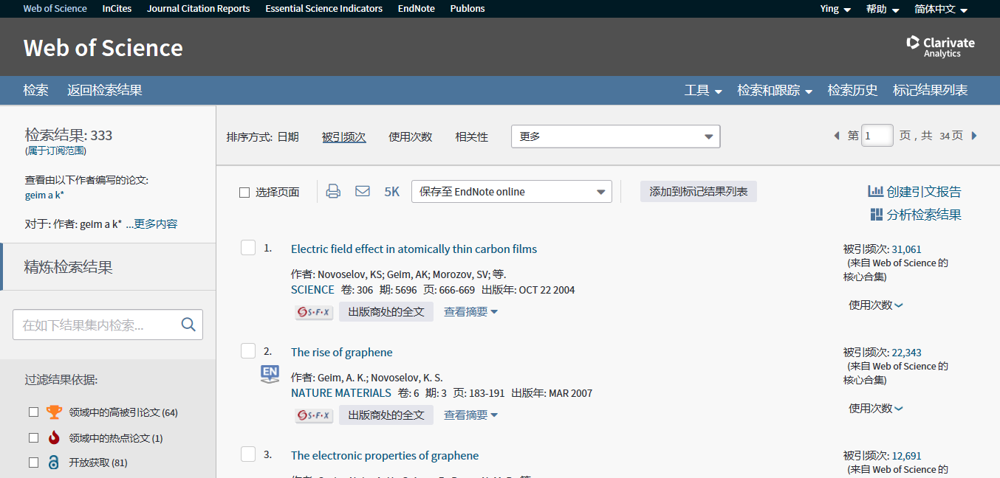 Web of Science InCites Journal Citation Reports Essential Science Indicators EndNote Publons Ying 帮助 简体中文
Web of Science
Clarivate
Analytics
检索 返回检索结果 工具 检索和跟踪 检索历史 标记结果列表
检索结果: 333
(属于订阅范围)
查看由以下作者编写的论文:
geim a k*
对于: 作者: geim a k* ...更多内容
精炼检索结果
在如下结果集内检索...
过滤结果依据:
领域中的高被引论文 (64)
领域中的热点论文 (1)
开放获取 (81)
排序方式: 日期 被引频次 使用次数 相关性 更多 第 1 页 , 共 34 页
选择页面 5K 保存至 EndNote online 添加到标记结果列表
创建引文报告
分析检索结果
1. Electric field effect in atomically thin carbon films
作者: Novoselov, KS; Geim, AK; Morozov, SV; 等.
SCIENCE 卷: 306 期: 5696 页: 666-669 出版年: OCT 22 2004
S·F·X 出版商处的全文 查看摘要
被引频次: 31,061
(来自 Web of Science 的
核心合集)
使用次数
2. The rise of graphene
EN
作者: Geim, A. K.; Novoselov, K. S.
NATURE MATERIALS 卷: 6 期: 3 页: 183-191 出版年: MAR 2007
S·F·X 出版商处的全文 查看摘要
被引频次: 22,343
(来自 Web of Science 的
核心合集)
使用次数
3. The electronic properties of graphene
被引频次: 12,691
(来自 Web of Science 的